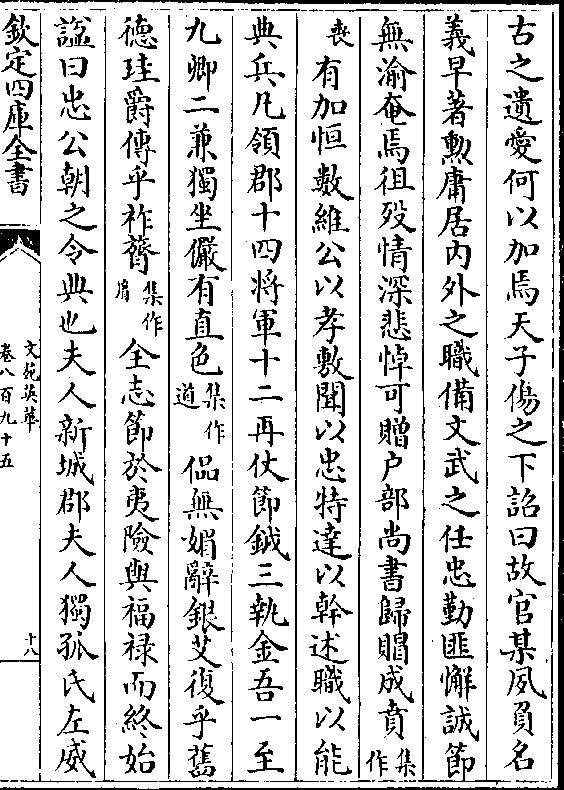 古之遺愛何以加焉天子傷之下詔曰故官某夙負名
義早著勲庸居内外之職備文武之任忠勤匪懈誠節
無渝奄焉徂殁情深悲悼可贈户部尚書歸賵成賁集作
喪有加恒數維公以孝敷聞以忠特達以幹述職以能
典兵凡領郡十四将軍十二再仗節鉞三執金吾一至
九卿二兼獨坐儼有直色集作道偘無媚辭銀艾復乎舊
德珪爵傳乎祚胥集作肩全志節於夷險與福禄而終始
諡曰忠公朝之令典也夫人新城郡夫人獨孤氏左威
欽定四庫全書
文苑英華
卷八百九十五
十八